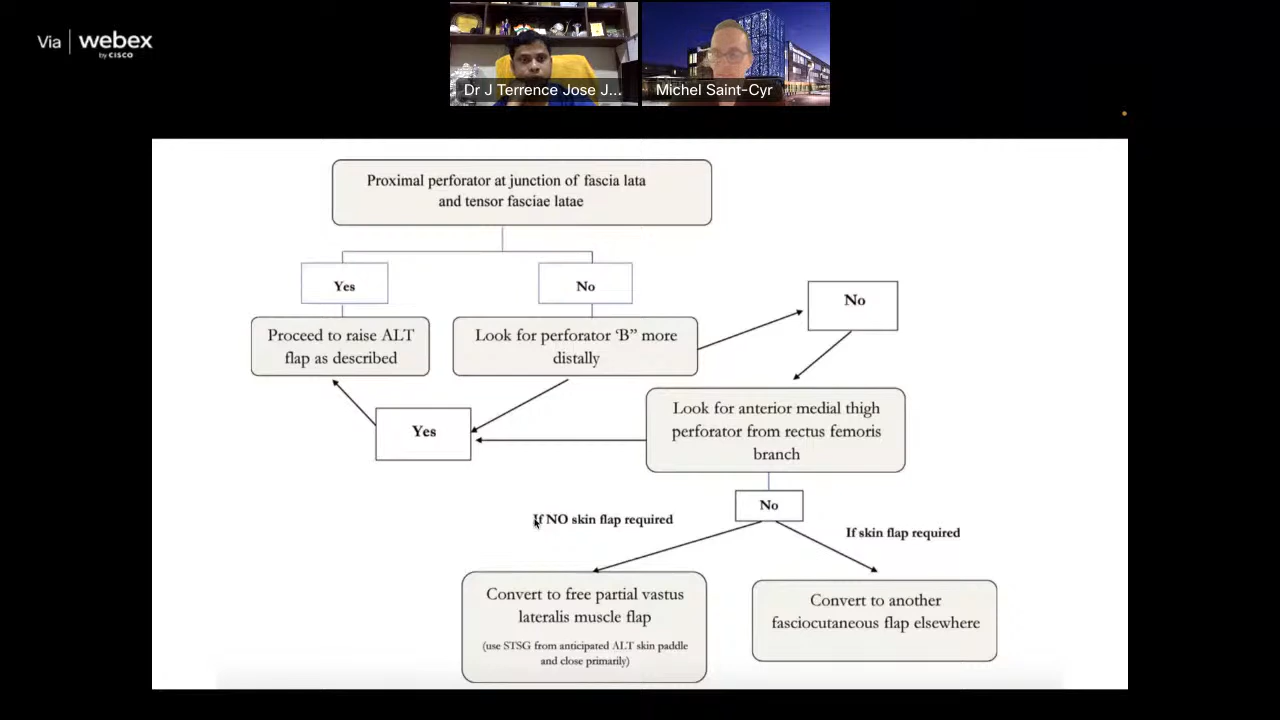 Via | webex
by CISCO
Dr J Terrence Jose J...
Michel Saint-Cyr
Proximal perforator at junction of fascia lata
and tensor fasciae latae
Yes
No
No
Proceed to raise ALT
flap as described
Look for perforator ‘B” more
distally
Yes
Look for anterior medial thigh
perforator from rectus femoris
branch
No
If NO skin flap required
If skin flap required
Convert to free partial vastus
lateralis muscle flap
(use STSG from anticipated ALT skin paddle
and close primarily)
Convert to another
fasciocutaneous flap elsewhere